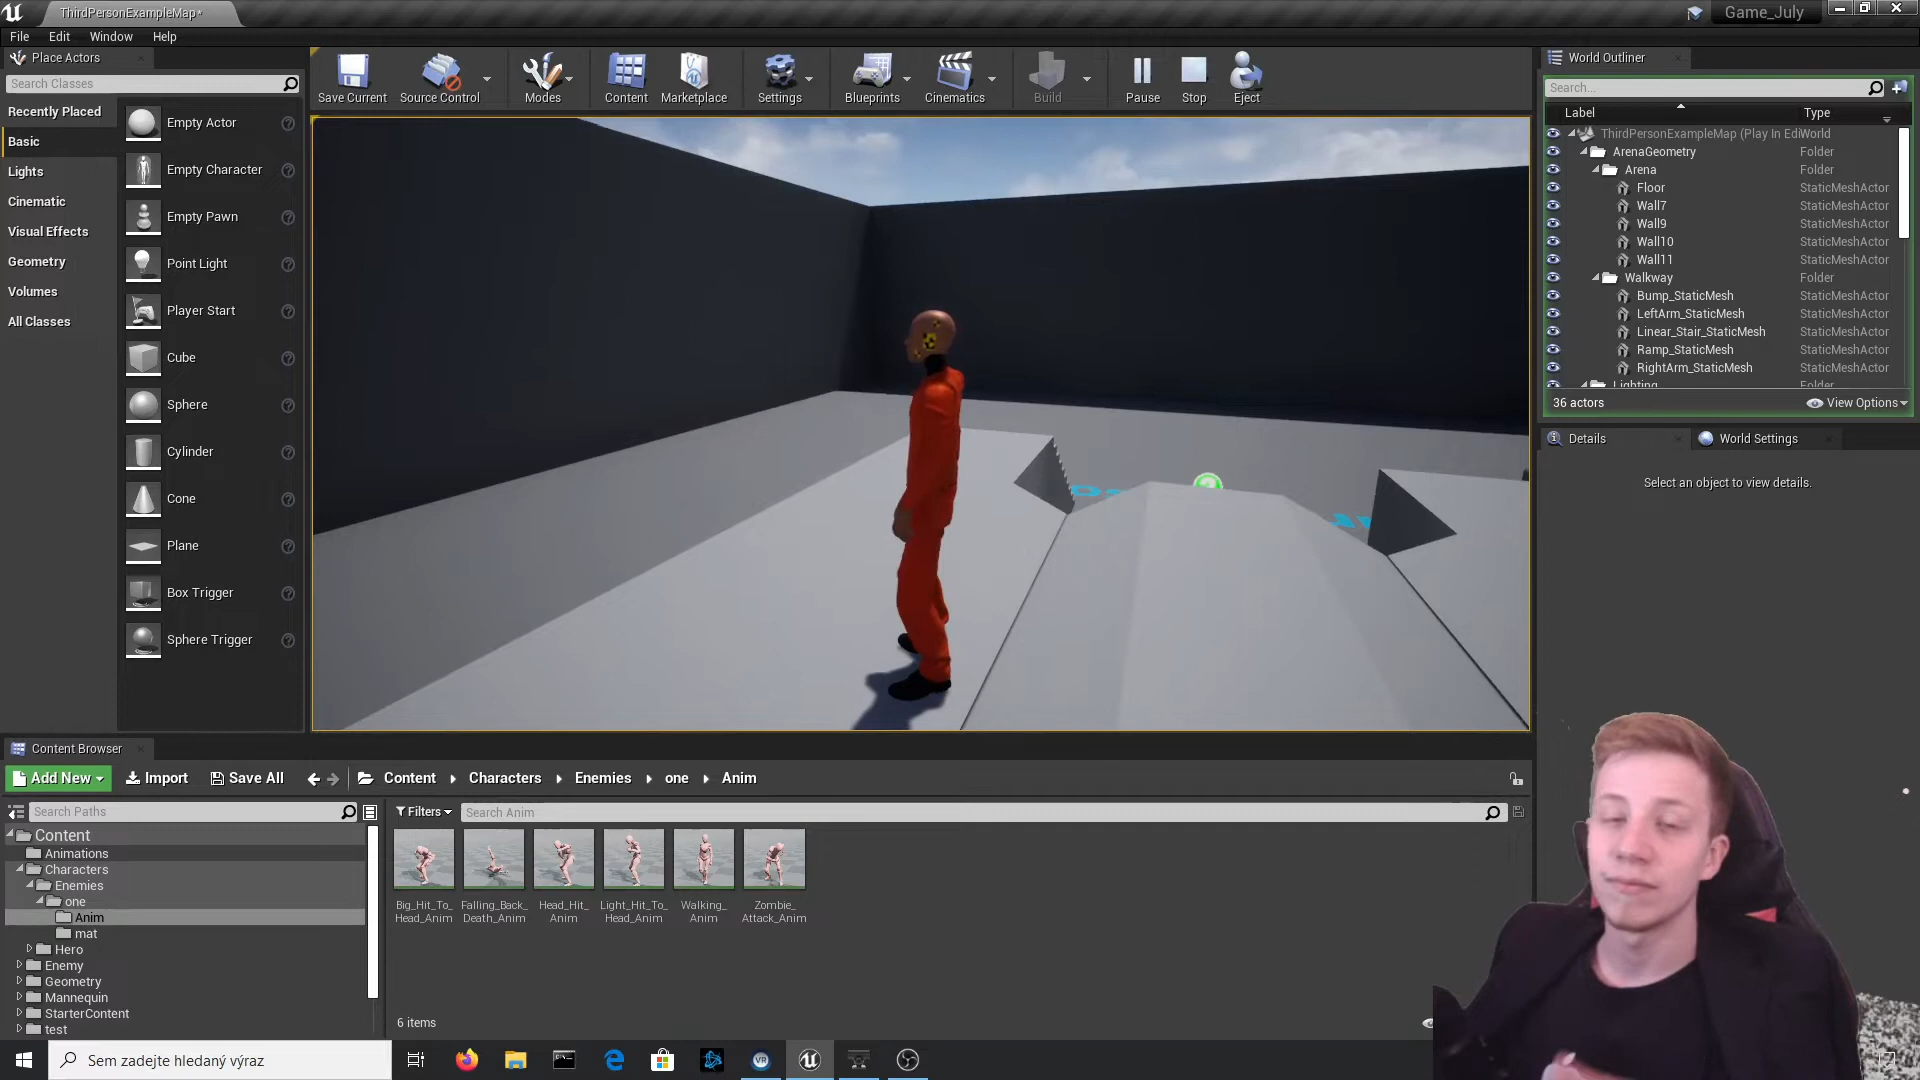 ThirdPersonExampleMap*
Game_July
File Edit Window Help
Place Actors
Search Classes
Recently Placed
Basic
Lights
Cinematic
Visual Effects
Geometry
Volumes
All Classes
Empty Actor
Empty Character
Empty Pawn
Point Light
Player Start
Cube
Sphere
Cylinder
Cone
Plane
Box Trigger
Sphere Trigger
Save Current Source Control Modes Content Marketplace Settings Blueprints Cinematics Build Pause Stop Eject
World Outliner
Search...
Label Type
ThirdPersonExampleMap (Play In Edi World
ArenaGeometry Folder
Arena Folder
Floor StaticMeshActor
Wall7 StaticMeshActor
Wall9 StaticMeshActor
Wall10 StaticMeshActor
Wall11 StaticMeshActor
Walkway Folder
Bump_StaticMesh StaticMeshActor
LeftArm_StaticMesh StaticMeshActor
Linear_Stair_StaticMesh StaticMeshActor
Ramp_StaticMesh StaticMeshActor
RightArm_StaticMesh StaticMeshActor
Lighting Folder
36 actors View Options
Details World Settings
Select an object to view details.
Content Browser
Add New Import Save All Content Characters Enemies one Anim
Search Paths
Filters Search Anim
Content
Animations
Characters
Enemies
one
Anim
mat
Hero
Enemy
Geometry
Mannequin
StarterContent
test
Big_Hit_To_
Head_Anim
Falling_Back_
Death_Anim
Head_Hit_
Anim
Light_Hit_To_
Head_Anim
Walking_
Anim
Zombie_
Attack_Anim
6 items
Sem zadejte hledaný výraz